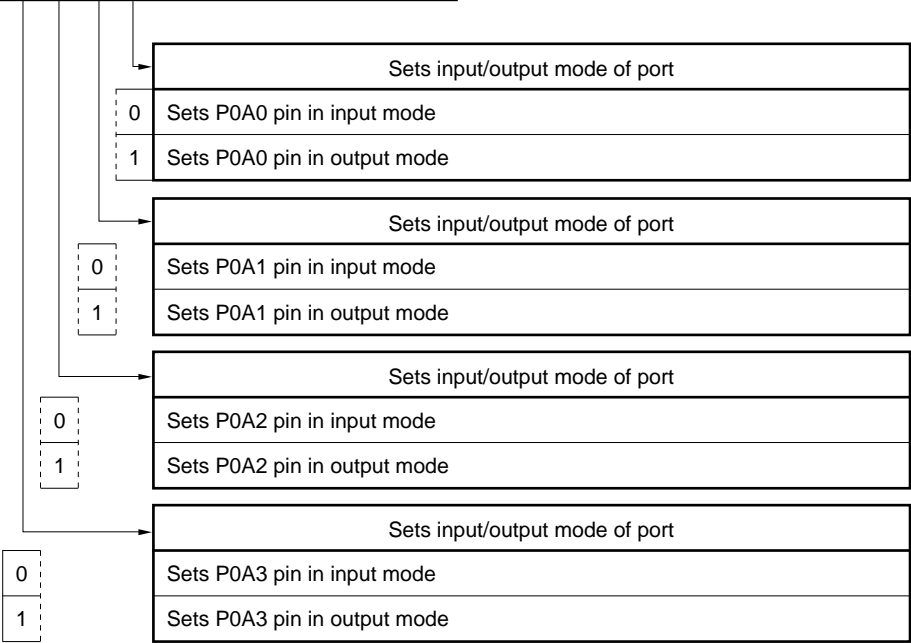 Sets input/output mode of port
0 Sets P0A0 pin in input mode
1 Sets P0A0 pin in output mode
Sets input/output mode of port
0 Sets P0A1 pin in input mode
1 Sets P0A1 pin in output mode
Sets input/output mode of port
0 Sets P0A2 pin in input mode
1 Sets P0A2 pin in output mode
Sets input/output mode of port
0 Sets P0A3 pin in input mode
1 Sets P0A3 pin in output mode